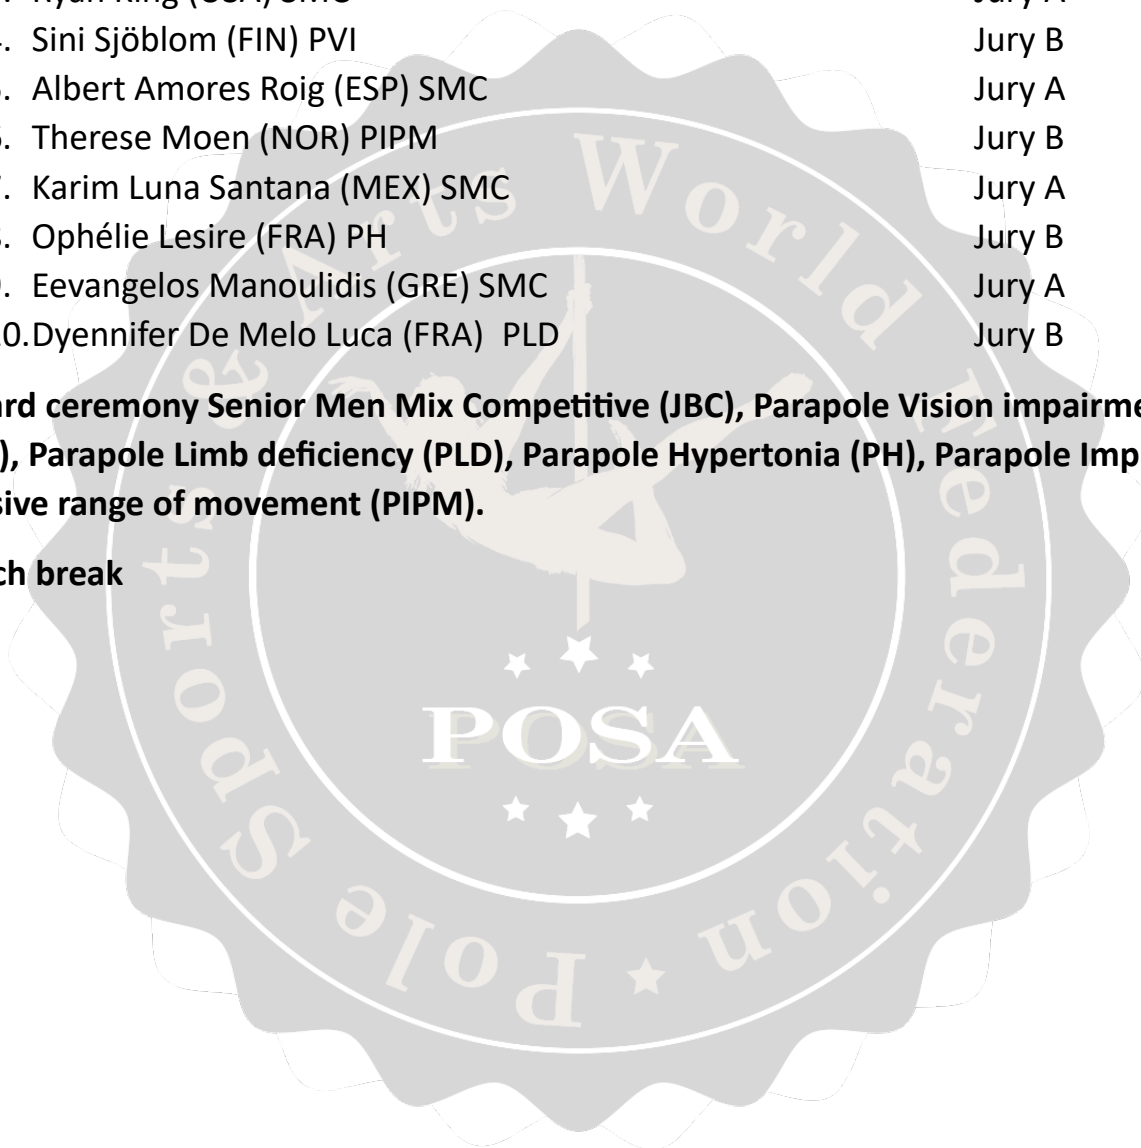 Sini Sjöblom (FIN) PVI Jury B
Albert Amores Roig (ESP) SMC Jury A
Therese Moen (NOR) PIPM Jury B
Karim Luna Santana (MEX) SMC Jury A
Ophélie Lesire (FRA) PH Jury B
Eevangelos Manoulidis (GRE) SMC Jury A
0.Dyennifer De Melo Luca (FRA) PLD Jury B
ceremony Senior Men Mix Competitive (JBC), Parapole Vision
), Parapole Limb deficiency (PLD), Parapole Hypertonia (PH), Parapole
range of movement (PIPM).
break
Pole Sports & Arts World Federation
POSA